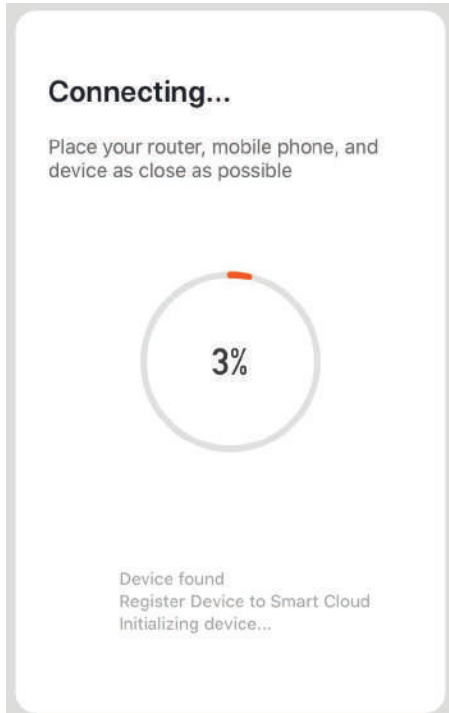 Connecting...
Place your router, mobile phone, and
device as close as possible
3%
Device found
Register Device to Smart Cloud
Initializing device...